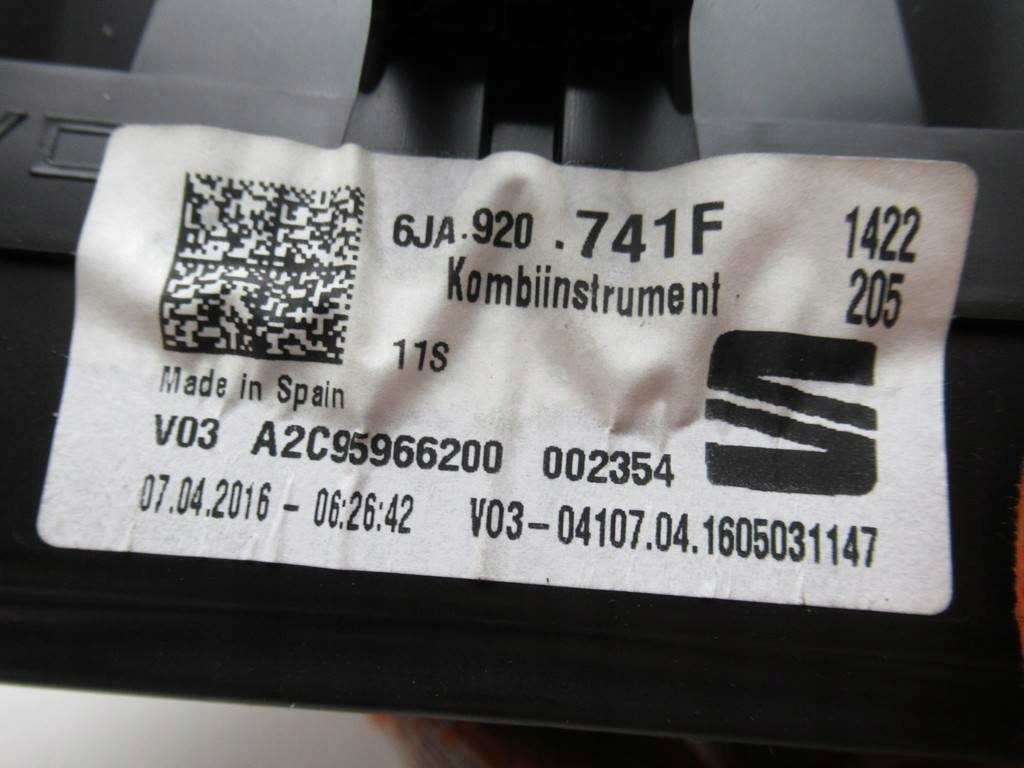 6JA.920 .741F 1422
Kombiinstrument 205
11S
Made in Spain
V03 A2C95966200 002354
07.04.2016 - 06:26:42 V03-04107.04.1605031147